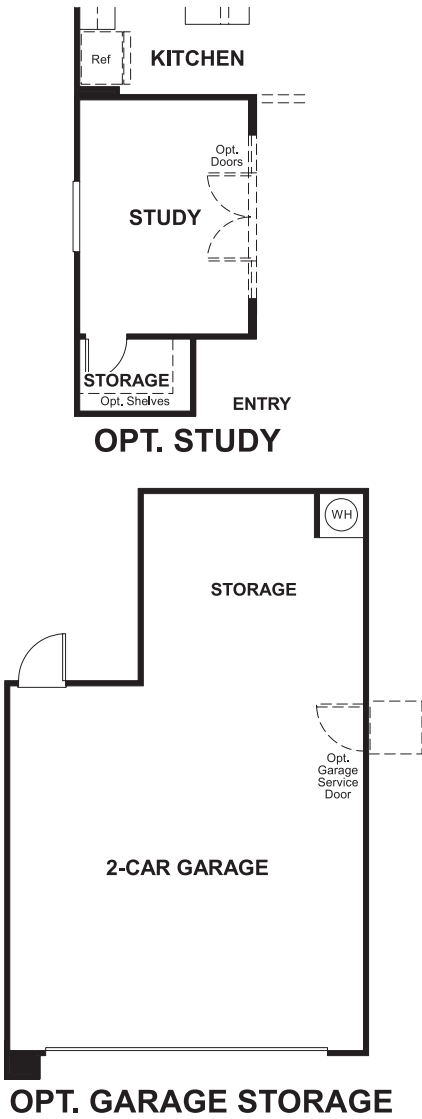 Ref
KITCHEN
Opt.
Doors
STUDY
STORAGE
Opt. Shelves
ENTRY
OPT. STUDY
WH
STORAGE
Opt.
Garage
Service
Door
2-CAR GARAGE
OPT. GARAGE STORAGE